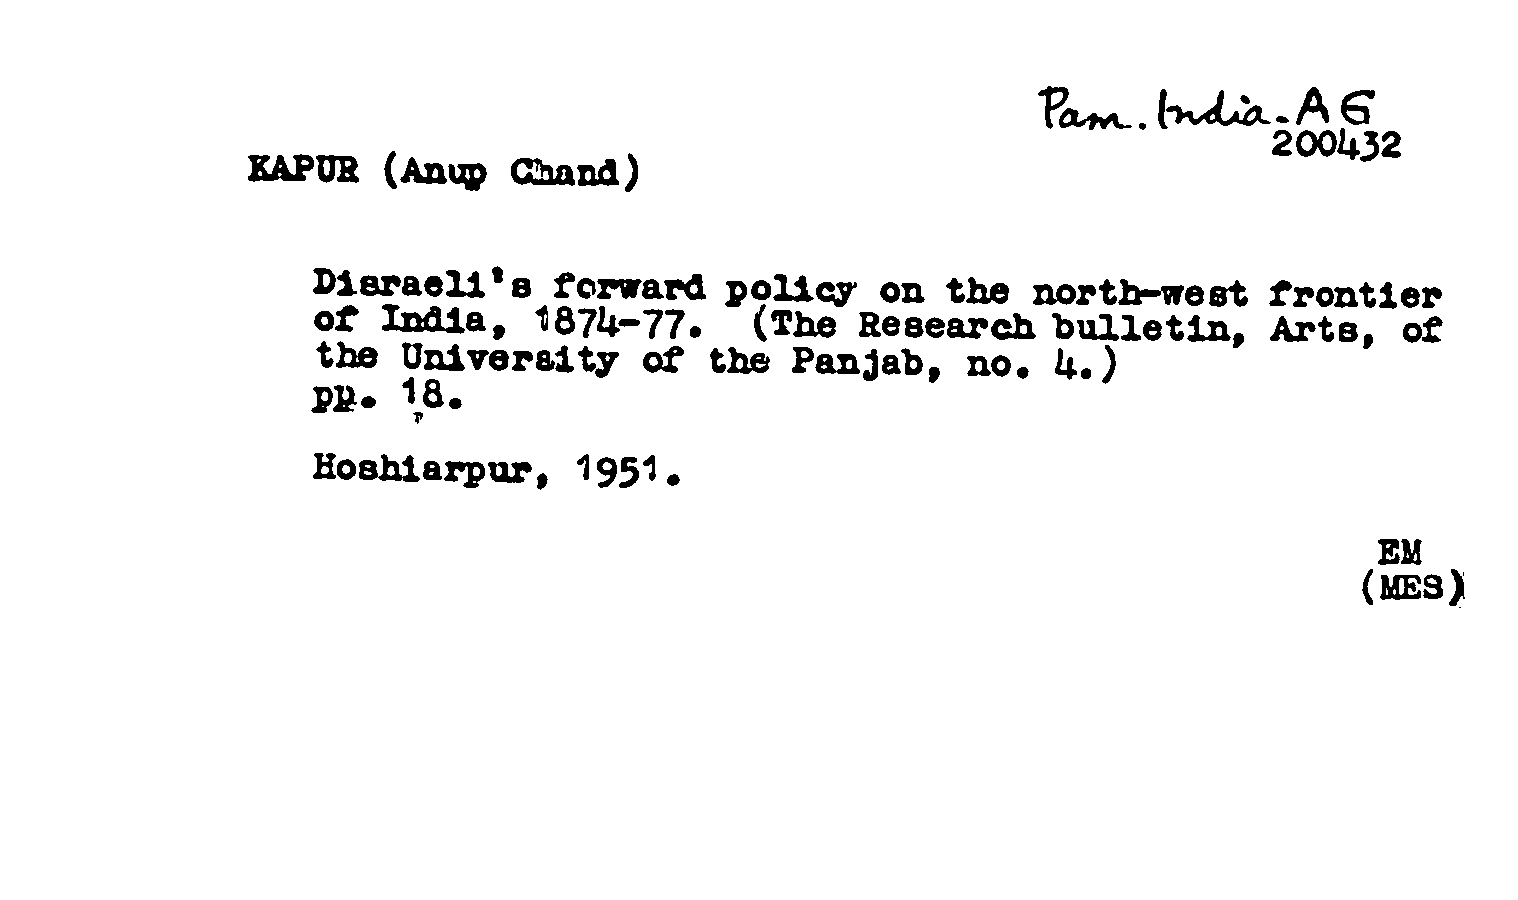 Pam. India. A G
200432
KAPUR (Anup Chand)
Disraeli's forward policy on the north-west frontier
of India, 1874-77. (The Research bulletin, Arts, of
the University of the Panjab, no. 4.)
pp. 18.
Hoshiarpur, 1951.
EM
(MES)